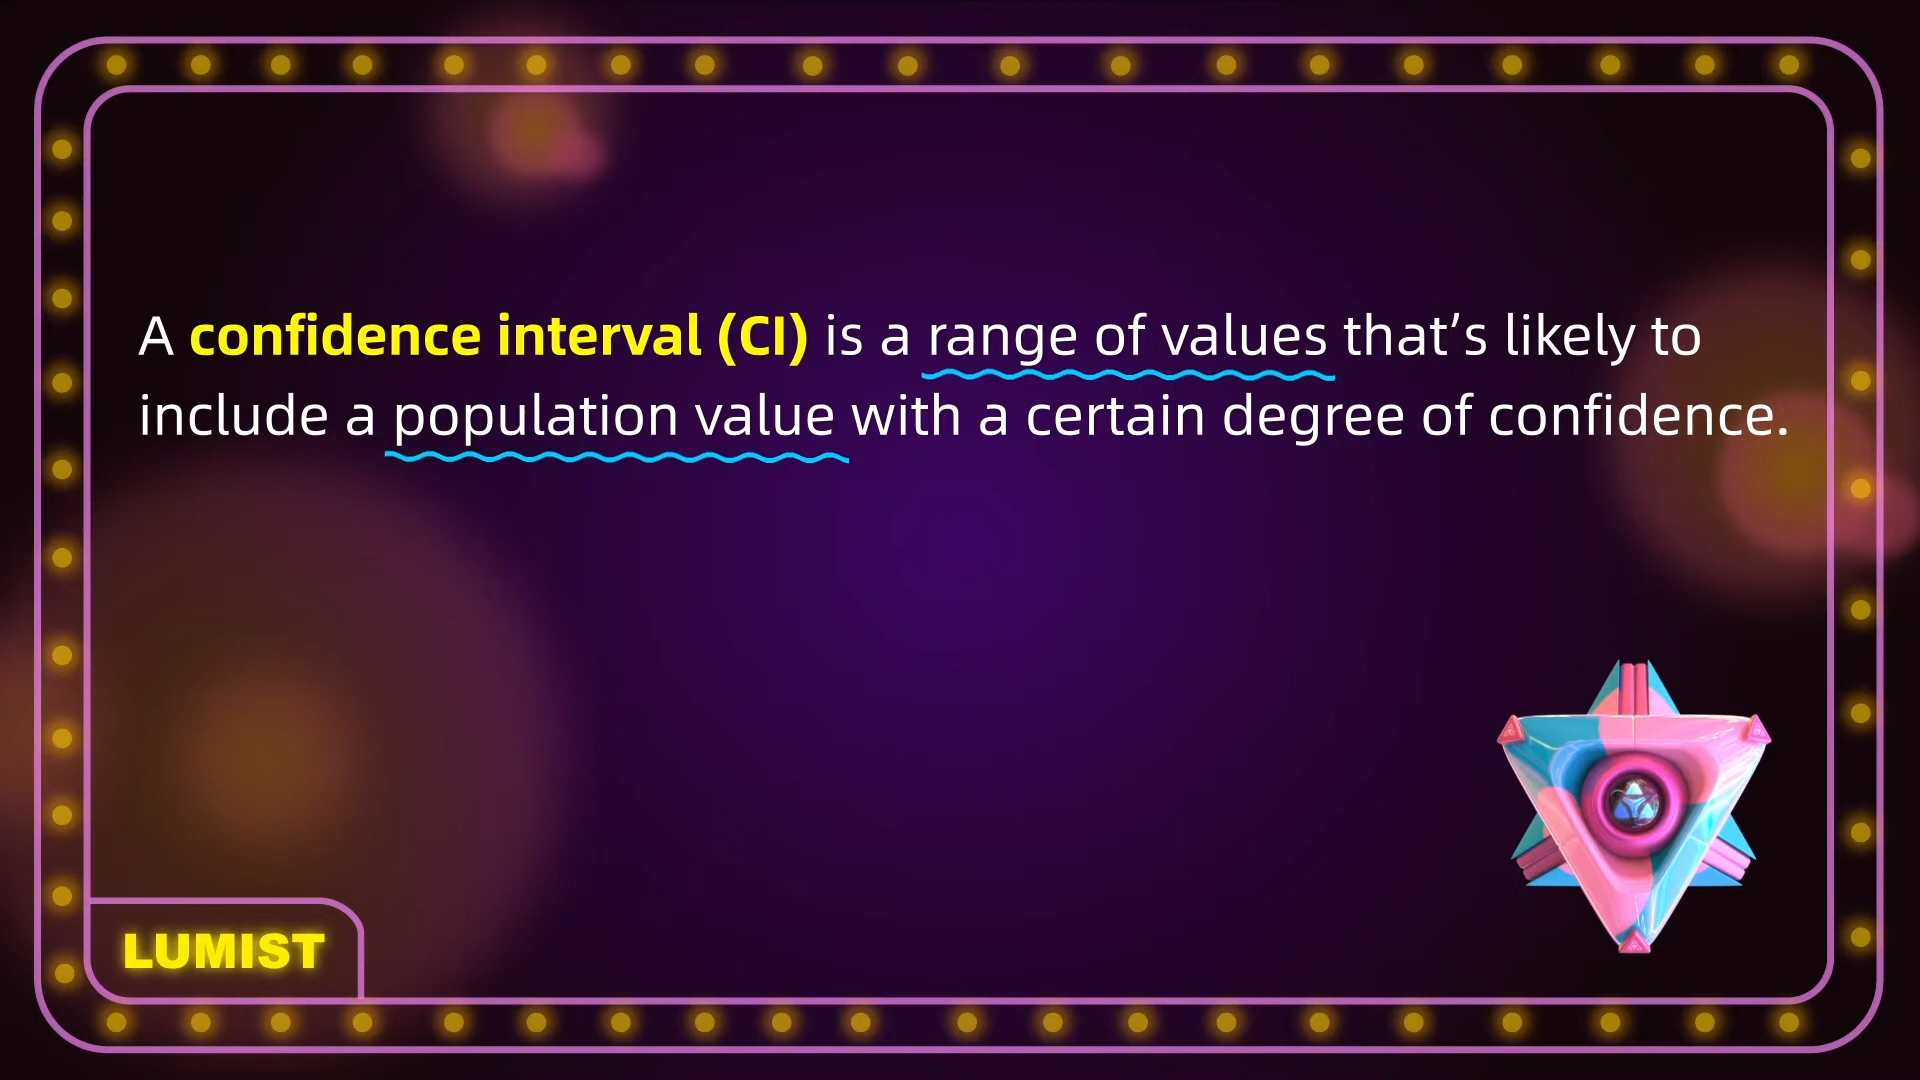 A confidence interval (CI) is a range of values that’s likely to
include a population value with a certain degree of confidence.
LUMIST